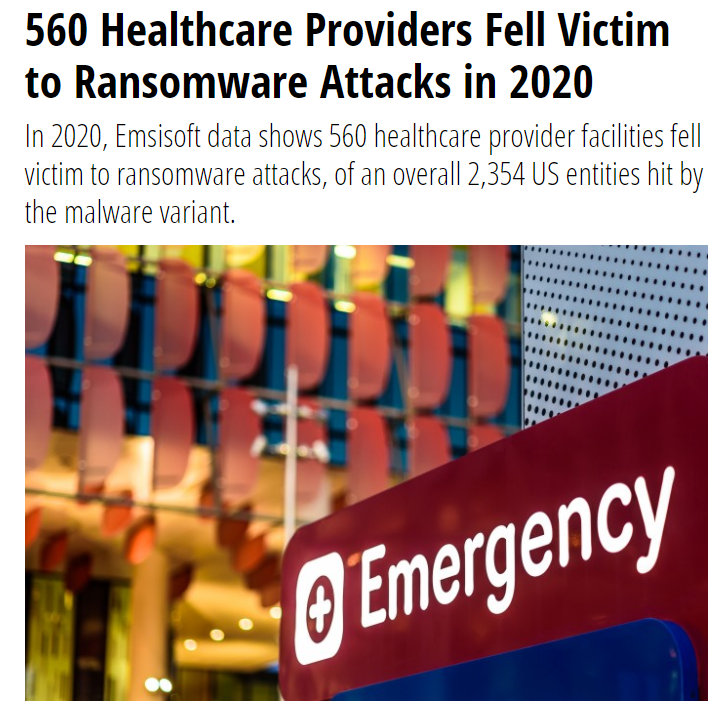 560 Healthcare Providers Fell Victim
to Ransomware Attacks in 2020
In 2020, Emsisoft data shows 560 healthcare provider facilities fell
victim to ransomware attacks, of an overall 2,354 US entities hit by
the malware variant.
Emergency